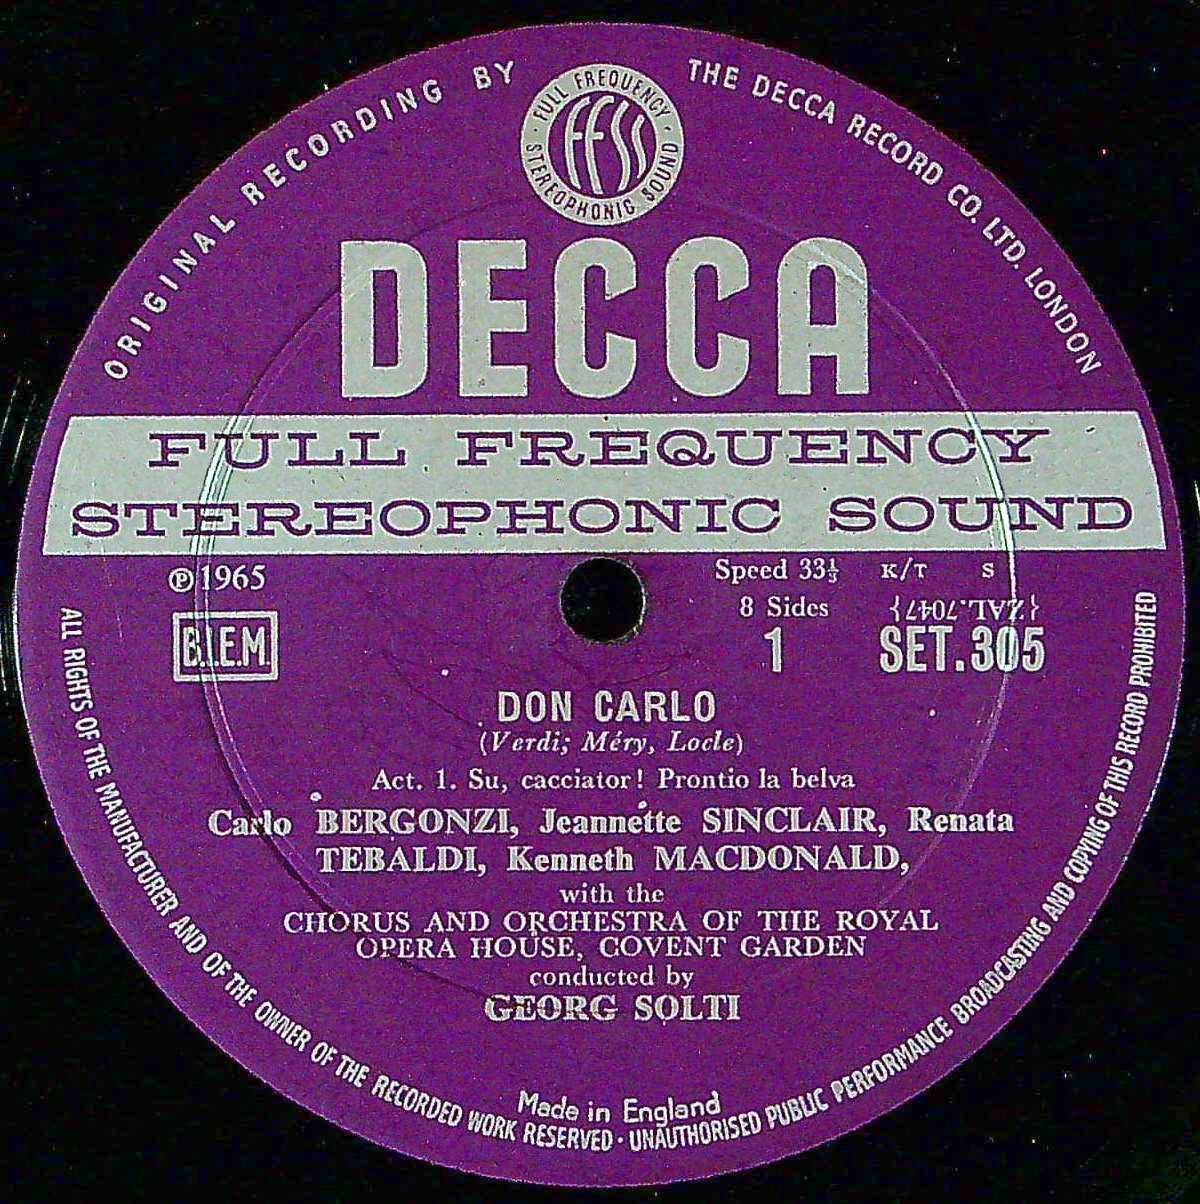 ORIGINAL RECORDING BY
THE DECCA RECORD CO. LTD. LONDON
FULL FREQUENCY
FFSS
STEREOPHONIC SOUND
DECCA
FULL FREQUENCY
STEREOPHONIC SOUND
℗1965
Speed 33⅓ K/T S
8 Sides {ZAL.7047}
B.I.E.M.
1 SET.305
DON CARLO
(Verdi; Méry, Locle)
Act. 1. Su, cacciator! Prontio la belva
Carlo BERGONZI, Jeannette SINCLAIR, Renata
TEBALDI, Kenneth MACDONALD,
with the
CHORUS AND ORCHESTRA OF THE ROYAL
OPERA HOUSE, COVENT GARDEN
conducted by
GEORG SOLTI
Made in England
ALL RIGHTS OF THE MANUFACTURER AND OF THE OWNER OF THE RECORDED WORK RESERVED · UNAUTHORISED PUBLIC PERFORMANCE BROADCASTING AND COPYING OF THIS RECORD PROHIBITED